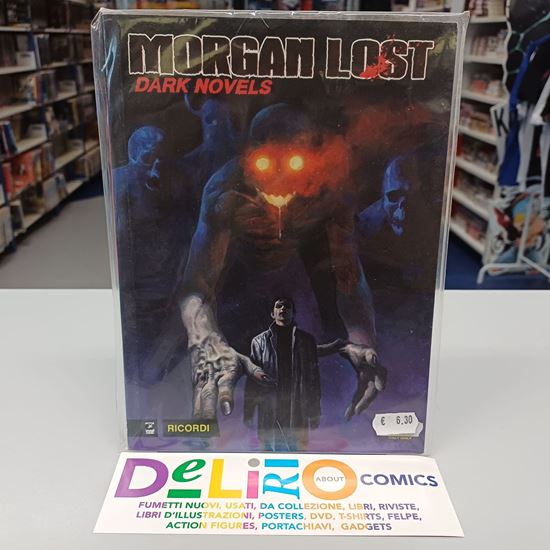 MORGAN LOST
DARK NOVELS
RICORDI
€ 6,30
DeLiRiO
ABOUT
COMICS
FUMETTI NUOVI, USATI, DA COLLEZIONE, LIBRI, RIVISTE,
LIBRI D'ILLUSTRAZIONI, POSTERS, DVD, T-SHIRTS, FELPE,
ACTION FIGURES, PORTACHIAVI, GADGETS